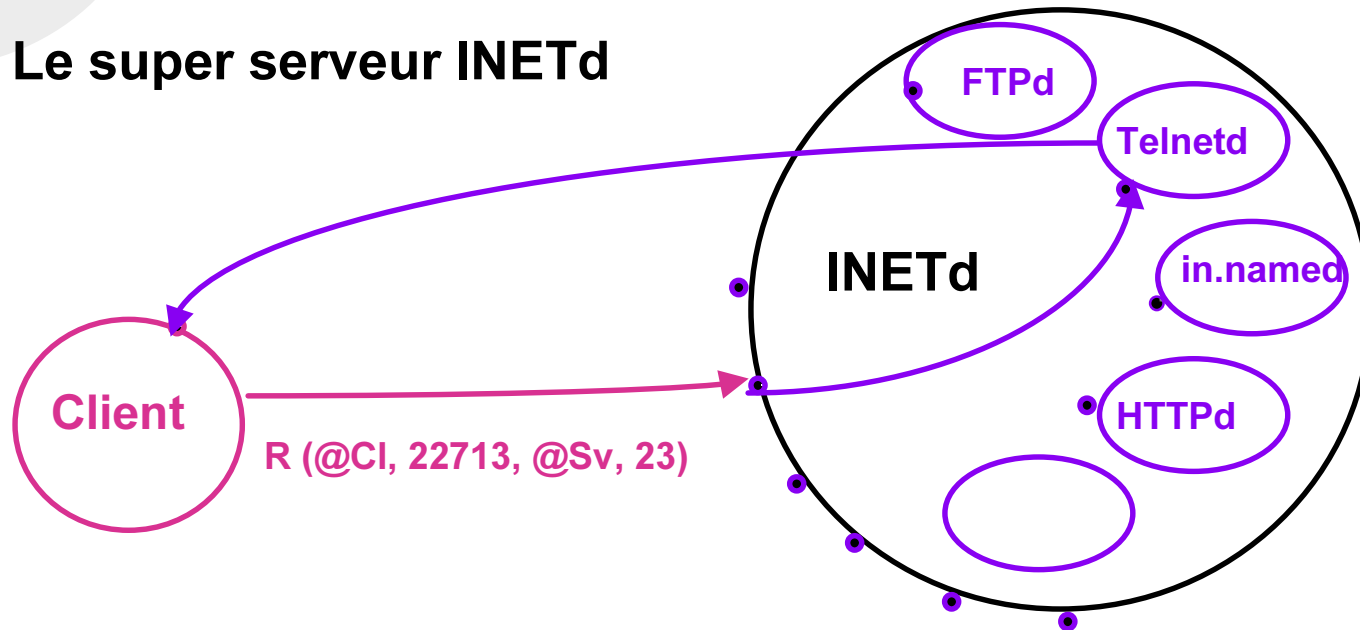 Le super serveur INETd
FTPd
Telnetd
in.named
INETd
HTTPd
Client
R (@Cl, 22713, @Sv, 23)